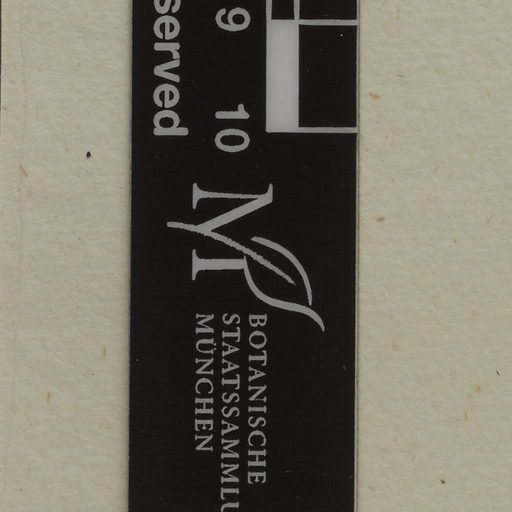 served
9 10
M
BOTANISCHE
STAATSSAMMLU
MÜNCHEN